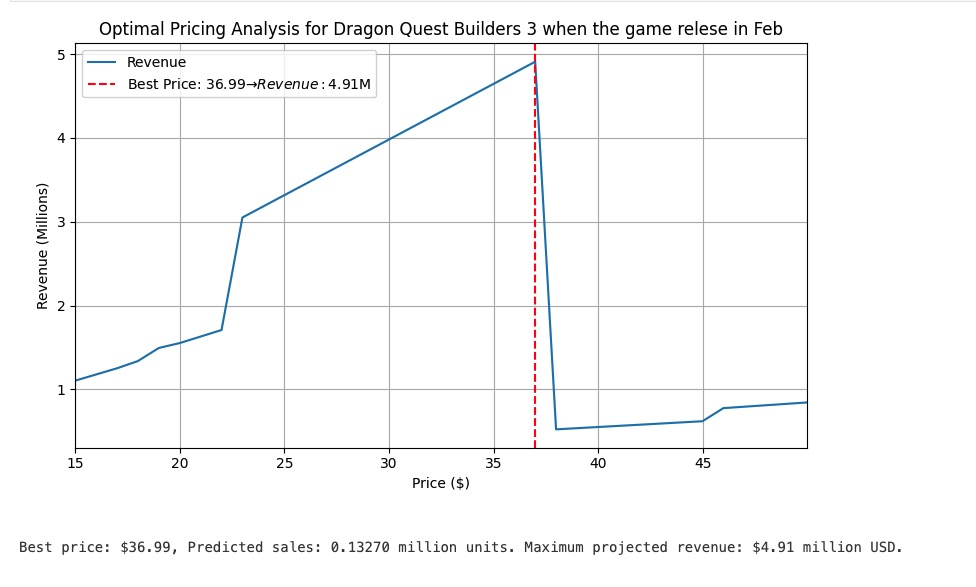 Optimal Pricing Analysis for Dragon Quest Builders 3 when the game relese in Feb
Revenue
Best Price: 36.99→Revenue:4.91M
5
4
3
2
1
Revenue (Millions)
15 20 25 30 35 40 45
Price ($)
Best price: $36.99, Predicted sales: 0.13270 million units. Maximum projected revenue: $4.91 million USD.